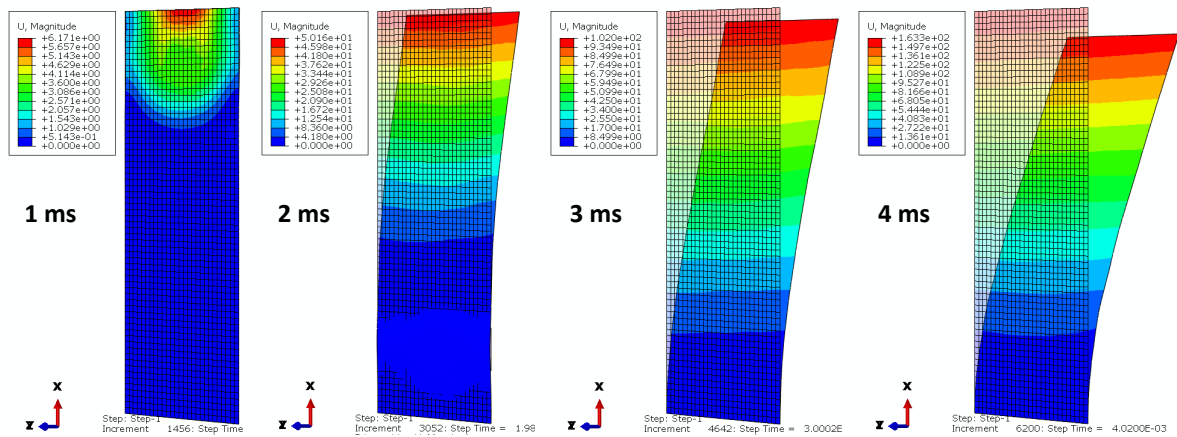 U, Magnitude
+6.171e+00
+5.657e+00
+5.143e+00
+4.629e+00
+4.114e+00
+3.600e+00
+3.086e+00
+2.571e+00
+2.057e+00
+1.543e+00
+1.029e+00
+5.143e-01
+0.000e+00
1 ms
X
Z
Step: Step-1
Increment 1456: Step Time
U, Magnitude
+5.016e+01
+4.598e+01
+4.180e+01
+3.762e+01
+3.344e+01
+2.926e+01
+2.508e+01
+2.090e+01
+1.672e+01
+1.254e+01
+8.360e+00
+4.180e+00
+0.000e+00
2 ms
X
Z
Step: Step-1
Increment 3052: Step Time = 1.98
U, Magnitude
+1.020e+02
+9.349e+01
+8.499e+01
+7.649e+01
+6.799e+01
+5.949e+01
+5.099e+01
+4.250e+01
+3.400e+01
+2.550e+01
+1.700e+01
+8.499e+00
+0.000e+00
3 ms
X
Z
Step: Step-1
Increment 4642: Step Time = 3.0002E
U, Magnitude
+1.633e+02
+1.497e+02
+1.361e+02
+1.225e+02
+1.089e+02
+9.527e+01
+8.166e+01
+6.805e+01
+5.444e+01
+4.083e+01
+2.722e+01
+1.361e+01
+0.000e+00
4 ms
X
Z
Step: Step-1
Increment 6200: Step Time = 4.0200E-03